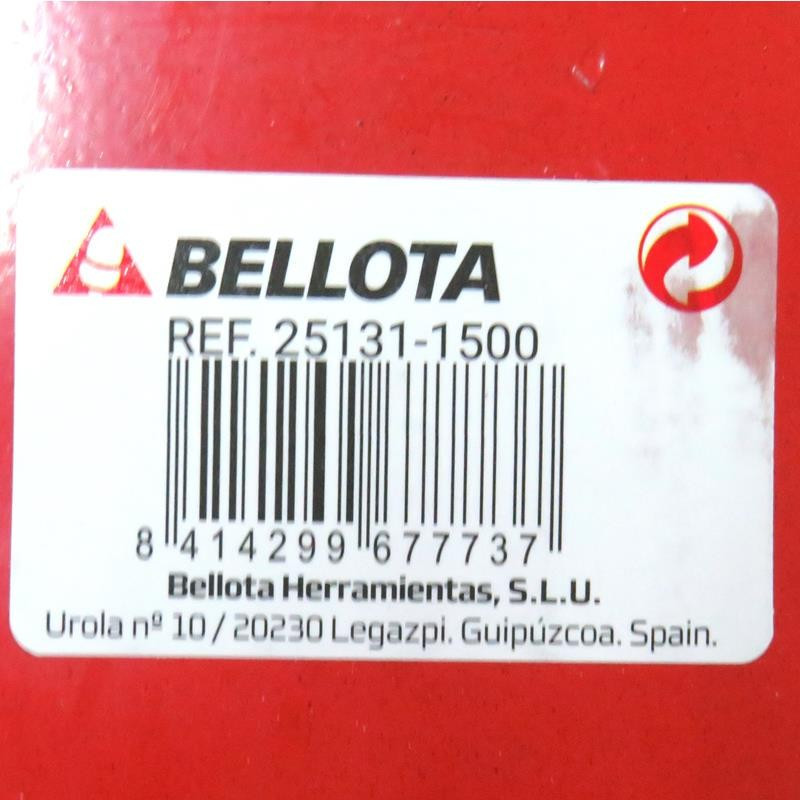 BELLOTA
REF. 25131-1500
8 414299 677737
Bellota Herramientas, S.L.U.
Urola nº 10 / 20230 Legazpi. Guipúzcoa. Spain.